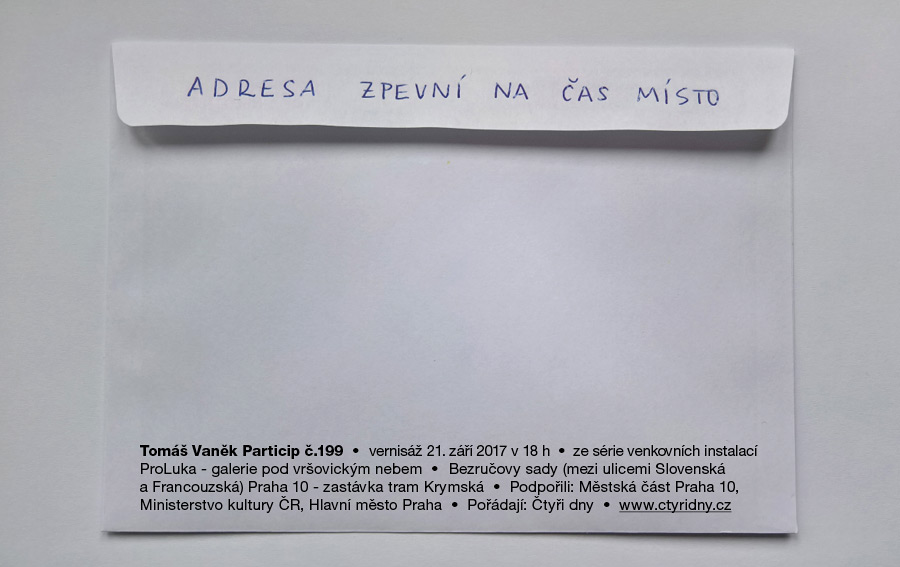 ADRESA ZPEVNÍ NA ČAS MÍSTO
Tomáš Vaněk Particip č.199 • vernisáž 21. září 2017 v 18 h • ze série venkovních instalací
ProLuka - galerie pod vršovickým nebem • Bezručovy sady (mezi ulicemi Slovenská
a Francouzská) Praha 10 - zastávka tram Krymská • Podpořili: Městská část Praha 10,
Ministerstvo kultury ČR, Hlavní město Praha • Pořádají: Čtyři dny • www.ctyridny.cz